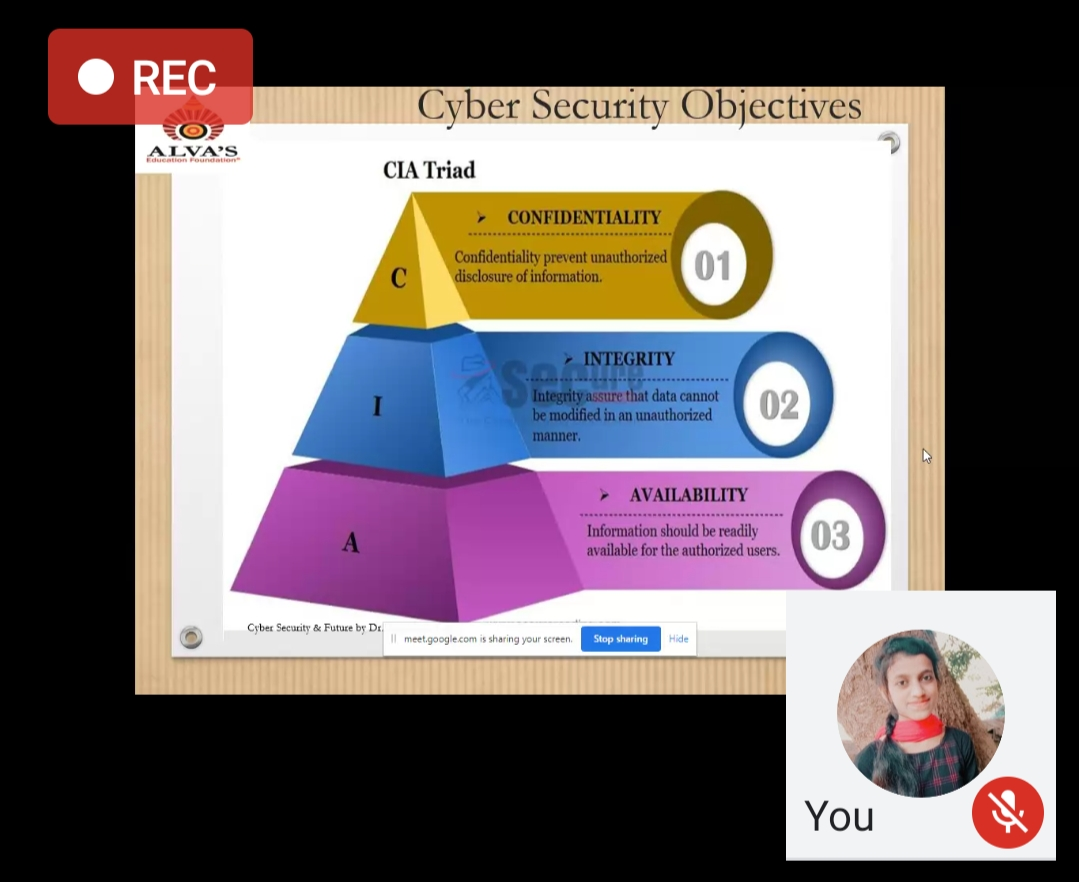 REC
Cyber Security Objectives
ALVA'S
Education Foundation®
CIA Triad
➢ CONFIDENTIALITY
Confidentiality prevent unauthorized
disclosure of information.
C
01
➢ INTEGRITY
Integrity assure that data cannot
be modified in an unauthorized
manner.
I
02
secure
➢ AVAILABILITY
Information should be readily
available for the authorized users.
A
03
Cyber Security & Future by Dr.
meet.google.com is sharing your screen. Stop sharing Hide
You